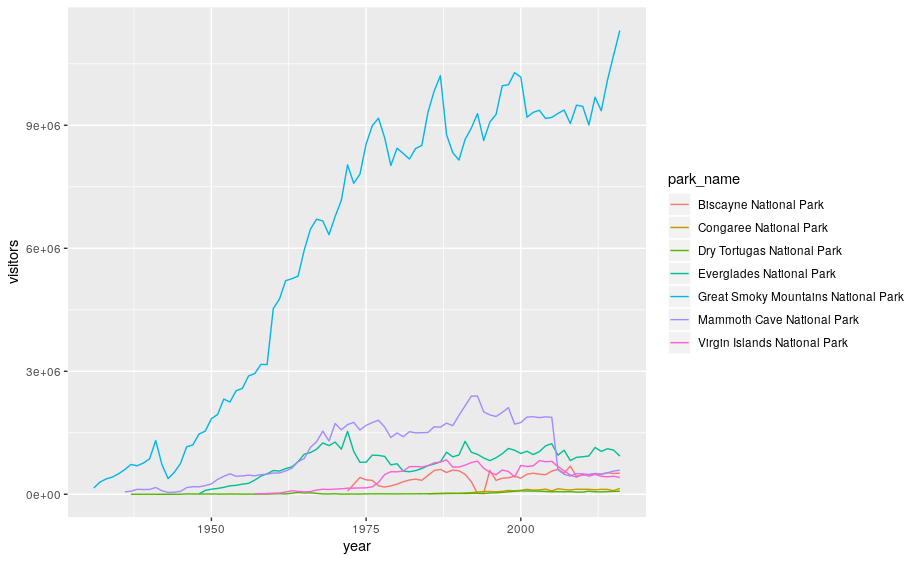 9e+06
6e+06
3e+06
0e+00
visitors
1950
1975
2000
year
park_name
Biscayne National Park
Congaree National Park
Dry Tortugas National Park
Everglades National Park
Great Smoky Mountains National Park
Mammoth Cave National Park
Virgin Islands National Park